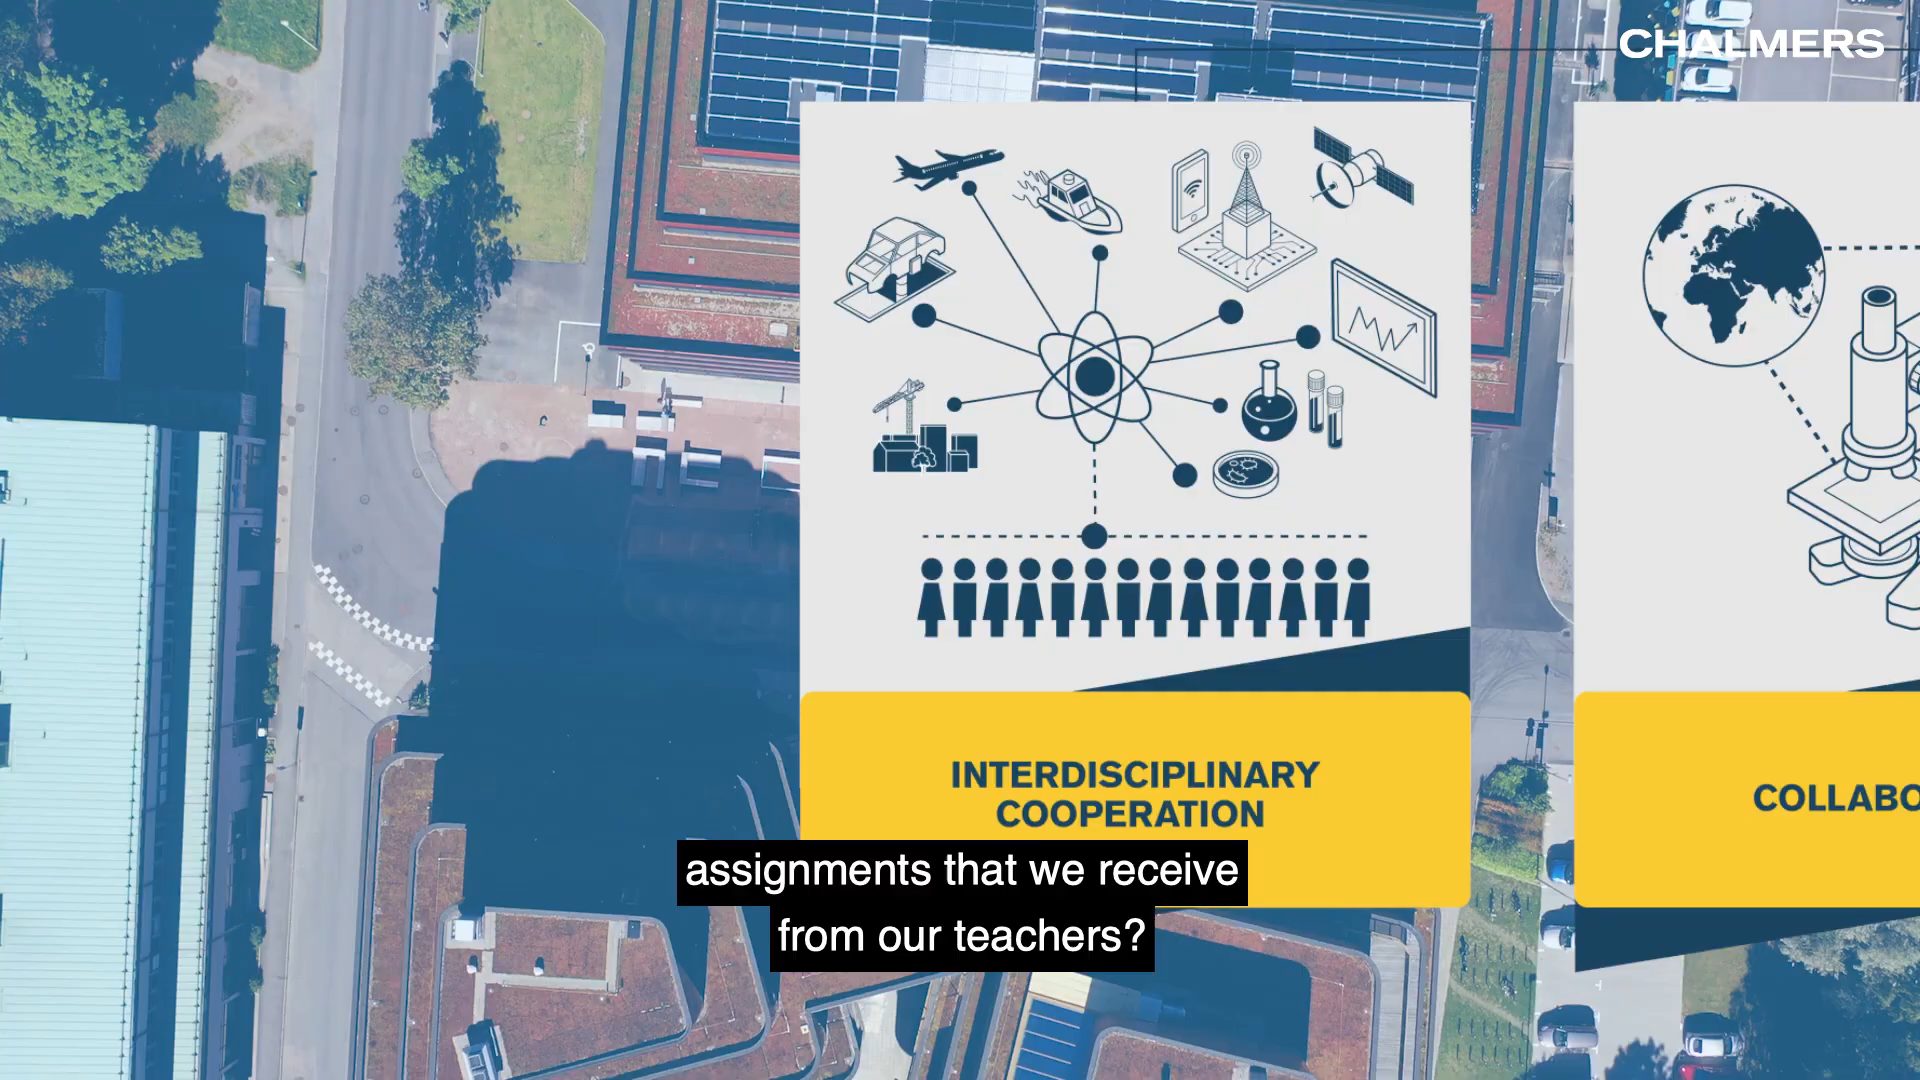 CHALMERS
INTERDISCIPLINARY
COOPERATION
COLLABO
assignments that we receive
from our teachers?